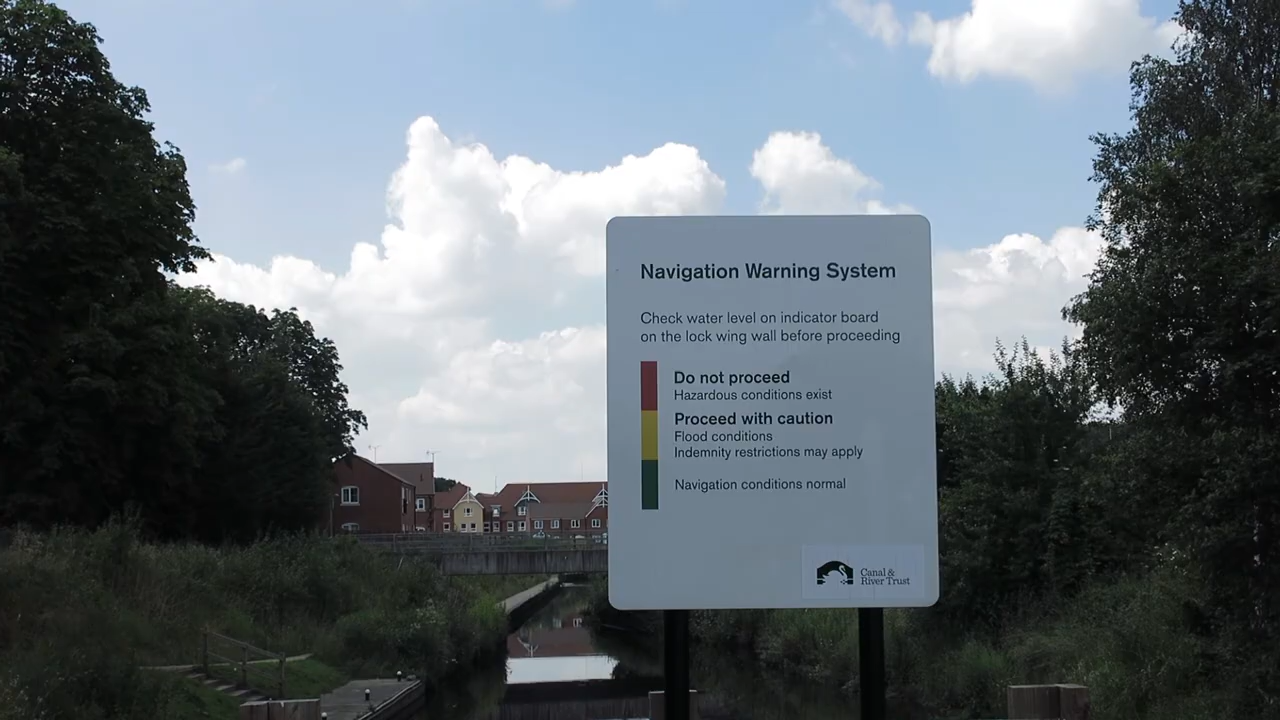 Navigation Warning System
Check water level on indicator board
on the lock wing wall before proceeding
Do not proceed
Hazardous conditions exist
Proceed with caution
Flood conditions
Indemnity restrictions may apply
Navigation conditions normal
Canal &
River Trust